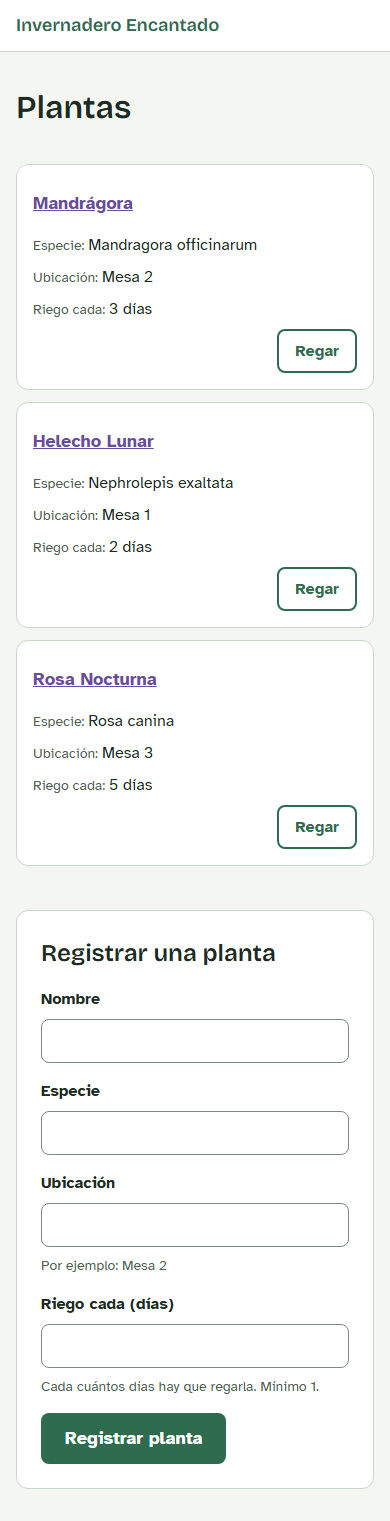 Invernadero Encantado
Plantas
Mandrágora
Especie: Mandragora officinarum
Ubicación: Mesa 2
Riego cada: 3 días
Regar
Helecho Lunar
Especie: Nephrolepis exaltata
Ubicación: Mesa 1
Riego cada: 2 días
Regar
Rosa Nocturna
Especie: Rosa canina
Ubicación: Mesa 3
Riego cada: 5 días
Regar
Registrar una planta
Nombre
Especie
Ubicación
Por ejemplo: Mesa 2
Riego cada (días)
Cada cuántos días hay que regarla. Mínimo 1.
Registrar planta